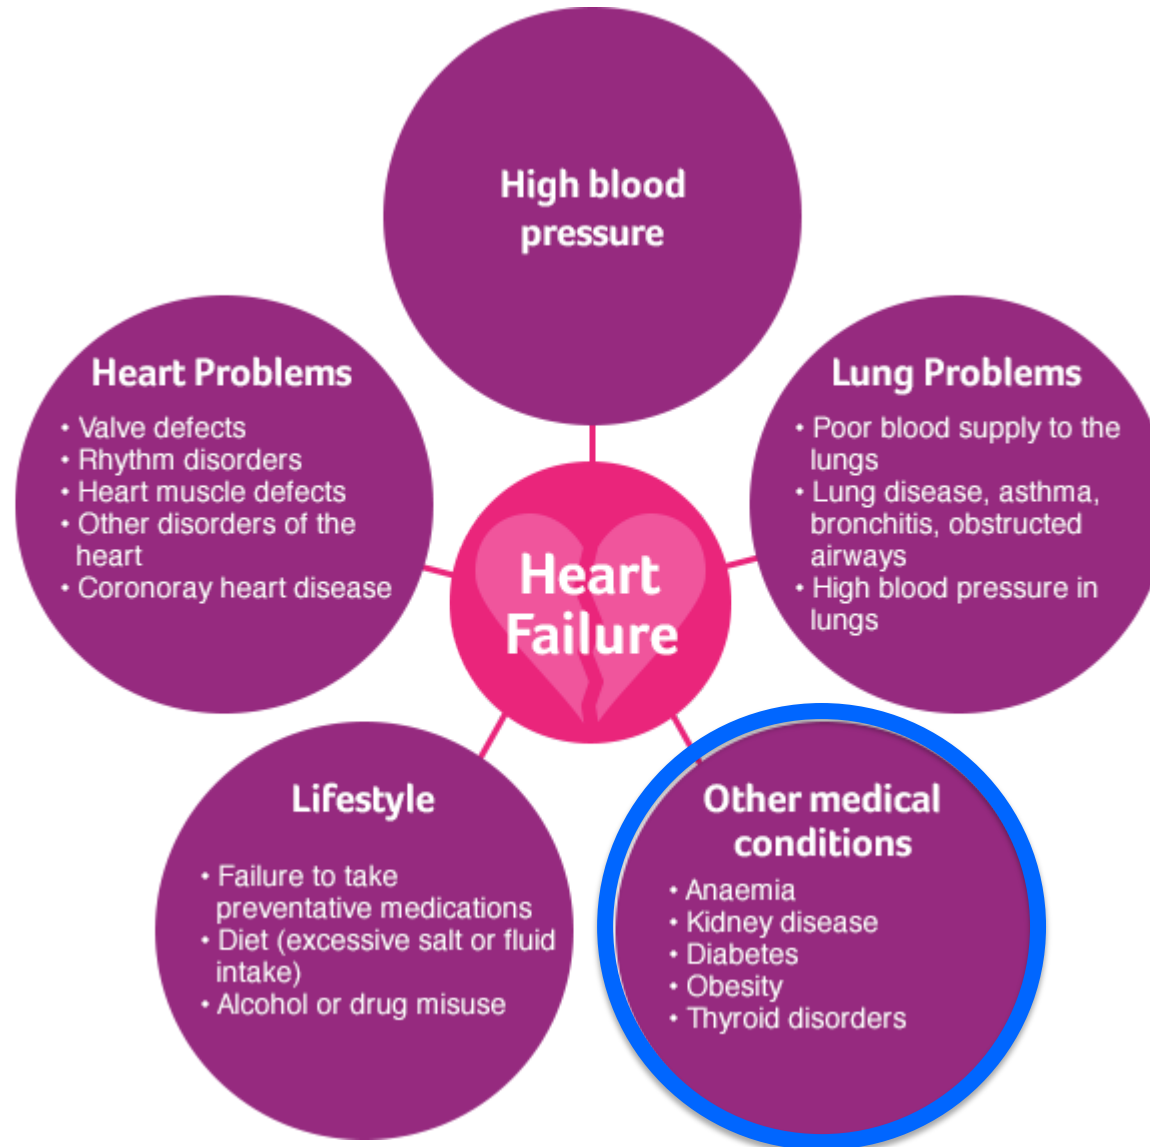 High blood
pressure
Heart Problems
• Valve defects
• Rhythm disorders
• Heart muscle defects
• Other disorders of the
heart
• Coronoray heart disease
Lung Problems
• Poor blood supply to the
lungs
• Lung disease, asthma,
bronchitis, obstructed
airways
• High blood pressure in
lungs
Heart
Failure
Lifestyle
• Failure to take
preventative medications
• Diet (excessive salt or fluid
intake)
• Alcohol or drug misuse
Other medical
conditions
• Anaemia
• Kidney disease
• Diabetes
• Obesity
• Thyroid disorders